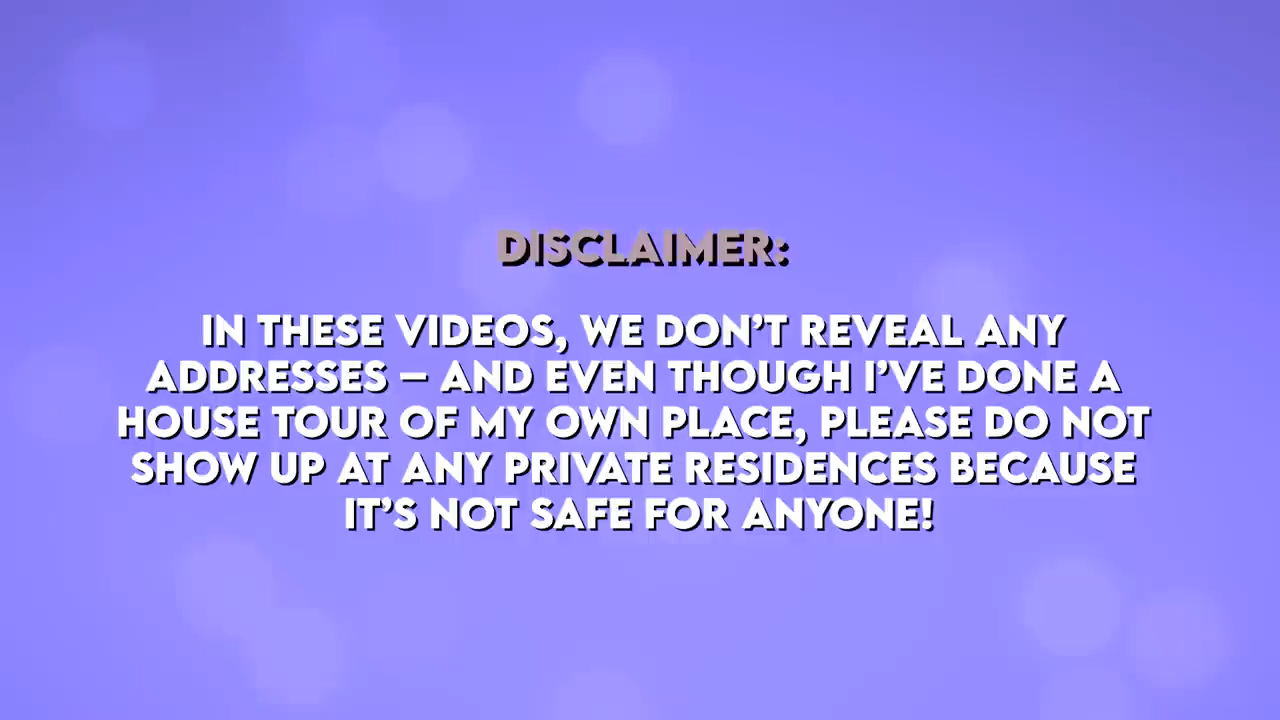 DISCLAIMER:
IN THESE VIDEOS, WE DON'T REVEAL ANY
ADDRESSES – AND EVEN THOUGH I'VE DONE A
HOUSE TOUR OF MY OWN PLACE, PLEASE DO NOT
SHOW UP AT ANY PRIVATE RESIDENCES BECAUSE
IT'S NOT SAFE FOR ANYONE!